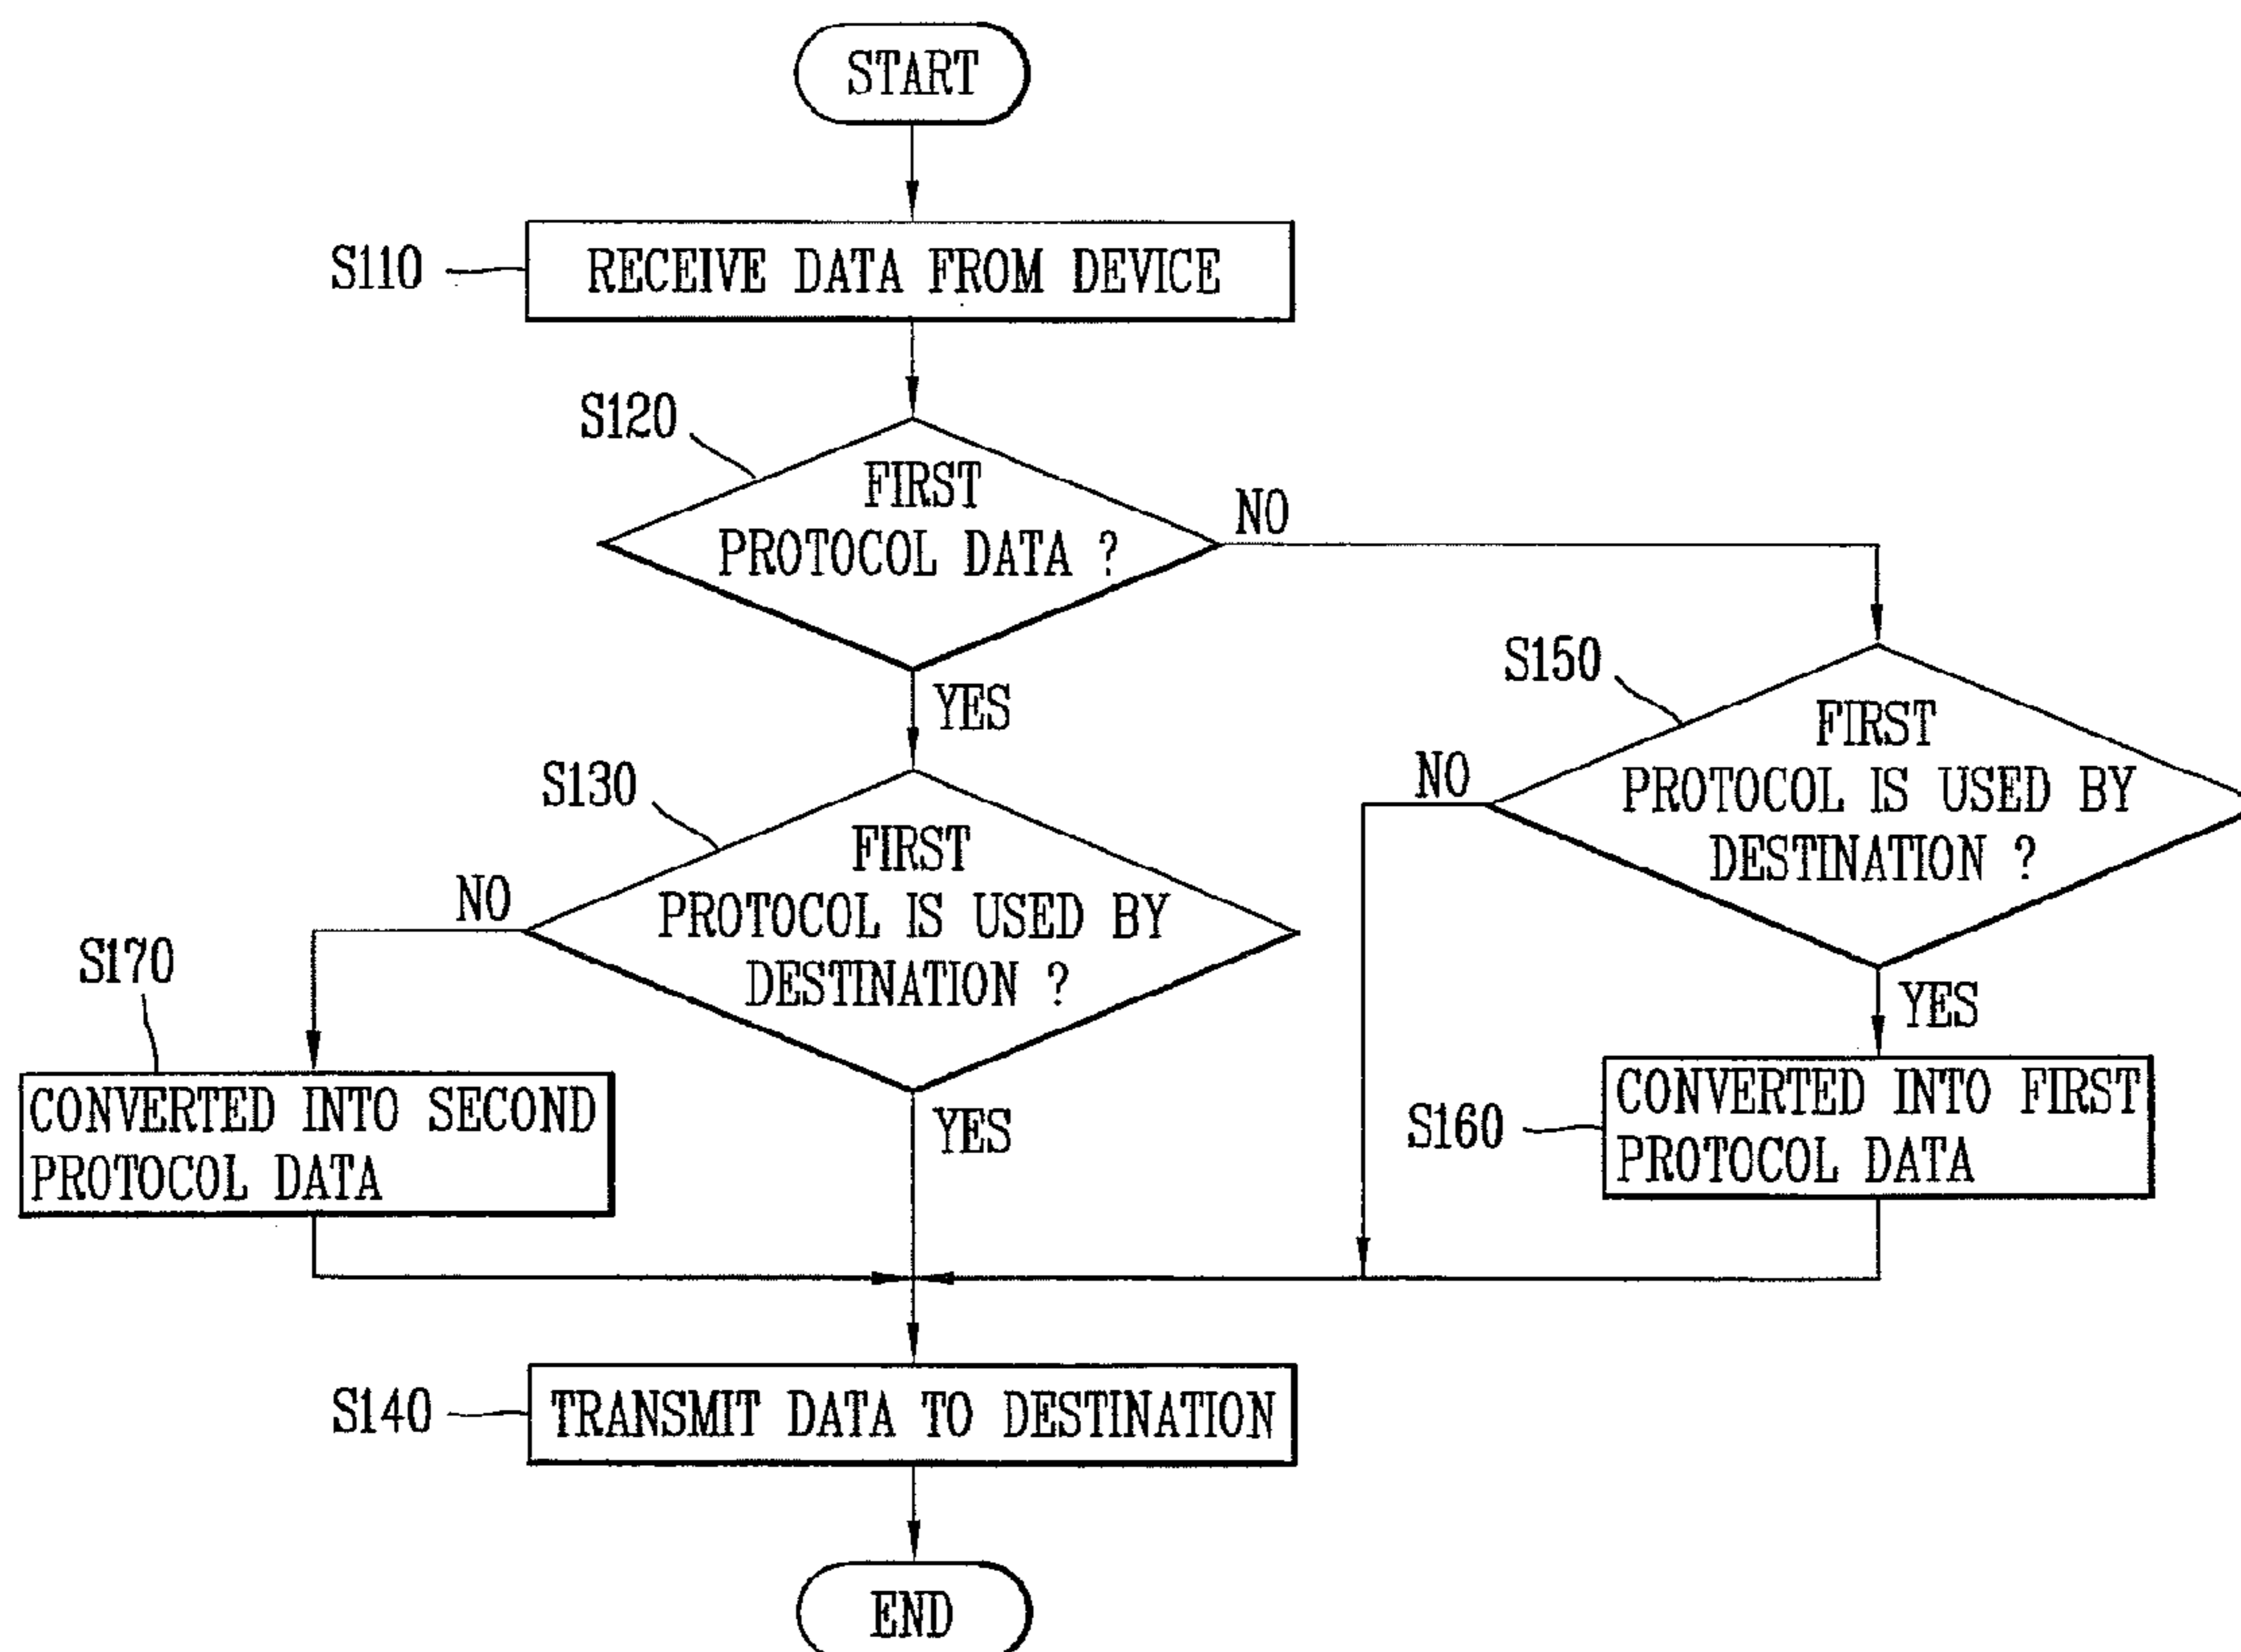 START
S110
RECEIVE DATA FROM DEVICE
S120
FIRST
PROTOCOL DATA ?
NO
YES
S150
FIRST
PROTOCOL IS USED BY
DESTINATION ?
NO
YES
S130
FIRST
PROTOCOL IS USED BY
DESTINATION ?
NO
YES
S170
CONVERTED INTO SECOND
PROTOCOL DATA
S160
CONVERTED INTO FIRST
PROTOCOL DATA
S140
TRANSMIT DATA TO DESTINATION
END